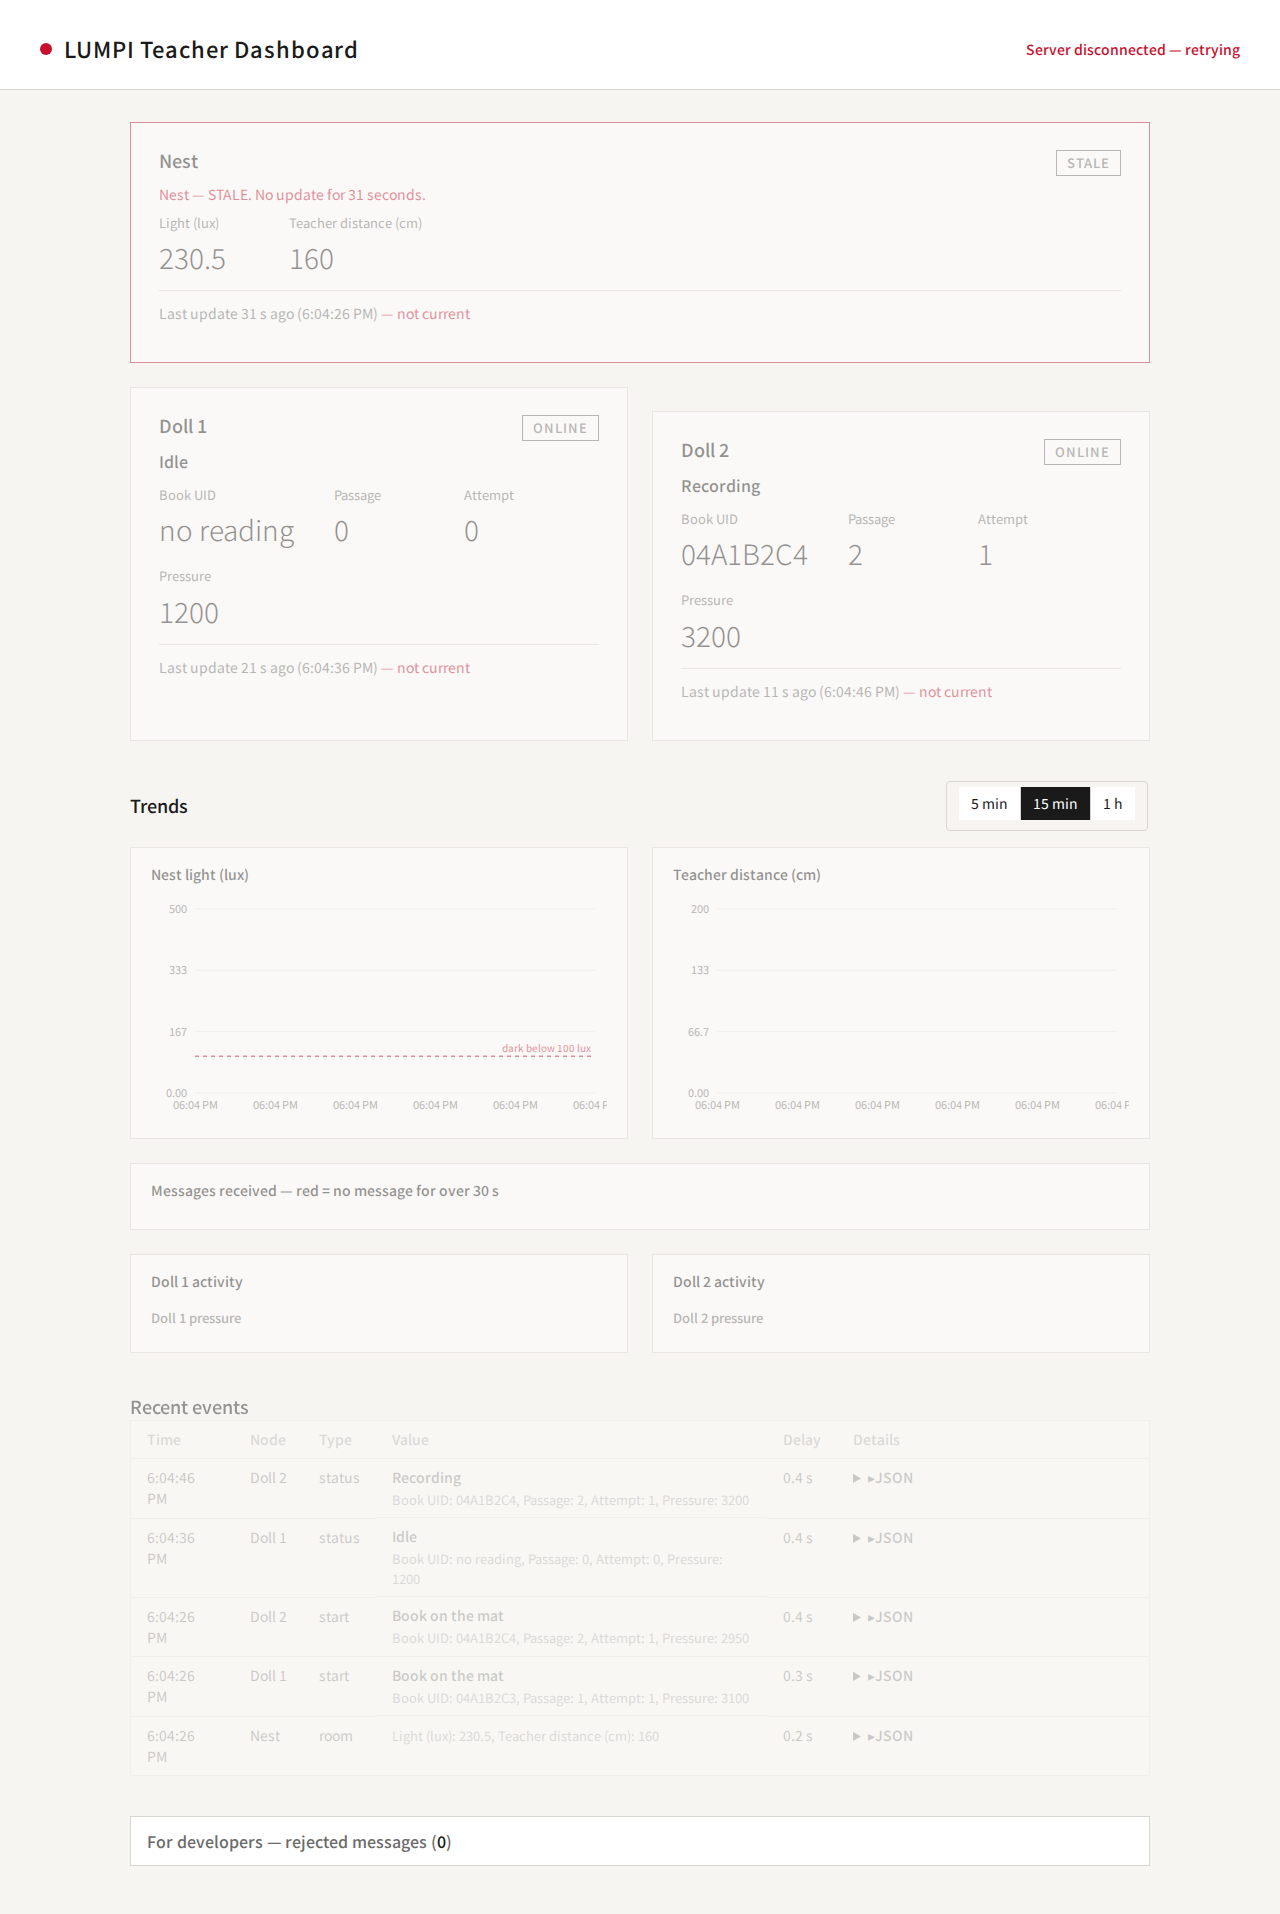 LUMPI Teacher Dashboard
Server disconnected — retrying
Nest
STALE
Nest — STALE. No update for 31 seconds.
Light (lux) Teacher distance (cm)
230.5 160
Last update 31 s ago (6:04:26 PM) — not current
Doll 1
ONLINE
Idle
Book UID Passage Attempt
no reading 0 0
Pressure
1200
Last update 21 s ago (6:04:36 PM) — not current
Doll 2
ONLINE
Recording
Book UID Passage Attempt
04A1B2C4 2 1
Pressure
3200
Last update 11 s ago (6:04:46 PM) — not current
Trends
5 min 15 min 1 h
Nest light (lux)
500
333
167
dark below 100 lux
0.00
06:04 PM 06:04 PM 06:04 PM 06:04 PM 06:04 PM 06:04 P
Teacher distance (cm)
200
133
66.7
0.00
06:04 PM 06:04 PM 06:04 PM 06:04 PM 06:04 PM 06:04 P
Messages received — red = no message for over 30 s
Doll 1 activity
Doll 1 pressure
Doll 2 activity
Doll 2 pressure
Recent events
Time Node Type Value Delay Details
6:04:46 PM Doll 2 status Recording 0.4 s ▶ ▸JSON
Book UID: 04A1B2C4, Passage: 2, Attempt: 1, Pressure: 3200
6:04:36 PM Doll 1 status Idle 0.4 s ▶ ▸JSON
Book UID: no reading, Passage: 0, Attempt: 0, Pressure:
1200
6:04:26 PM Doll 2 start Book on the mat 0.4 s ▶ ▸JSON
Book UID: 04A1B2C4, Passage: 2, Attempt: 1, Pressure: 2950
6:04:26 PM Doll 1 start Book on the mat 0.3 s ▶ ▸JSON
Book UID: 04A1B2C3, Passage: 1, Attempt: 1, Pressure: 3100
6:04:26 PM Nest room Light (lux): 230.5, Teacher distance (cm): 160 0.2 s ▶ ▸JSON
For developers — rejected messages (0)